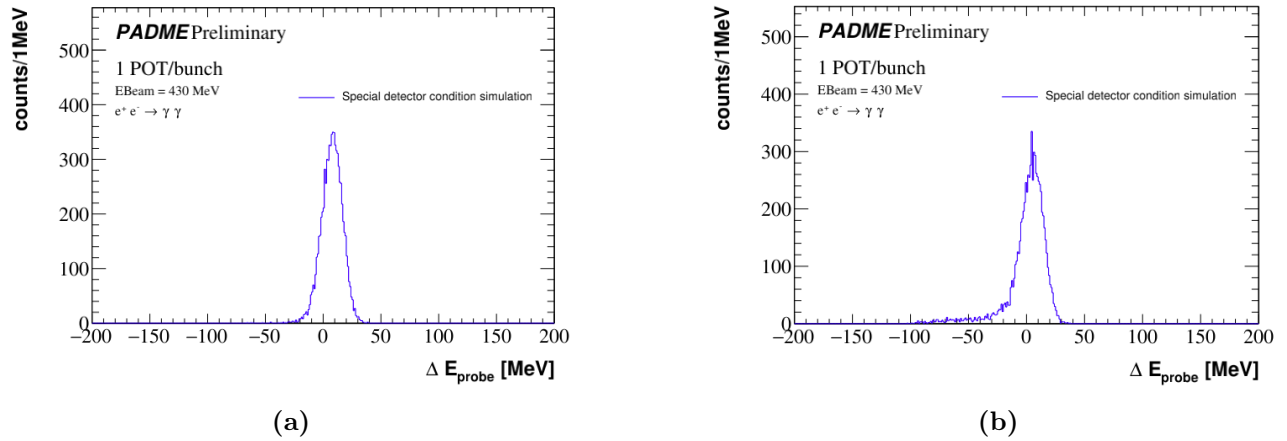 counts/1MeV
500
400
300
200
100
0
PADME Preliminary
1 POT/bunch
EBeam = 430 MeV
e⁺ e⁻ → γ γ
Special detector condition simulation
−200 −150 −100 −50 0 50 100 150 200
Δ E_probe [MeV]
(a)
counts/1MeV
500
400
300
200
100
0
PADME Preliminary
1 POT/bunch
EBeam = 430 MeV
e⁺ e⁻ → γ γ
Special detector condition simulation
−200 −150 −100 −50 0 50 100 150 200
Δ E_probe [MeV]
(b)